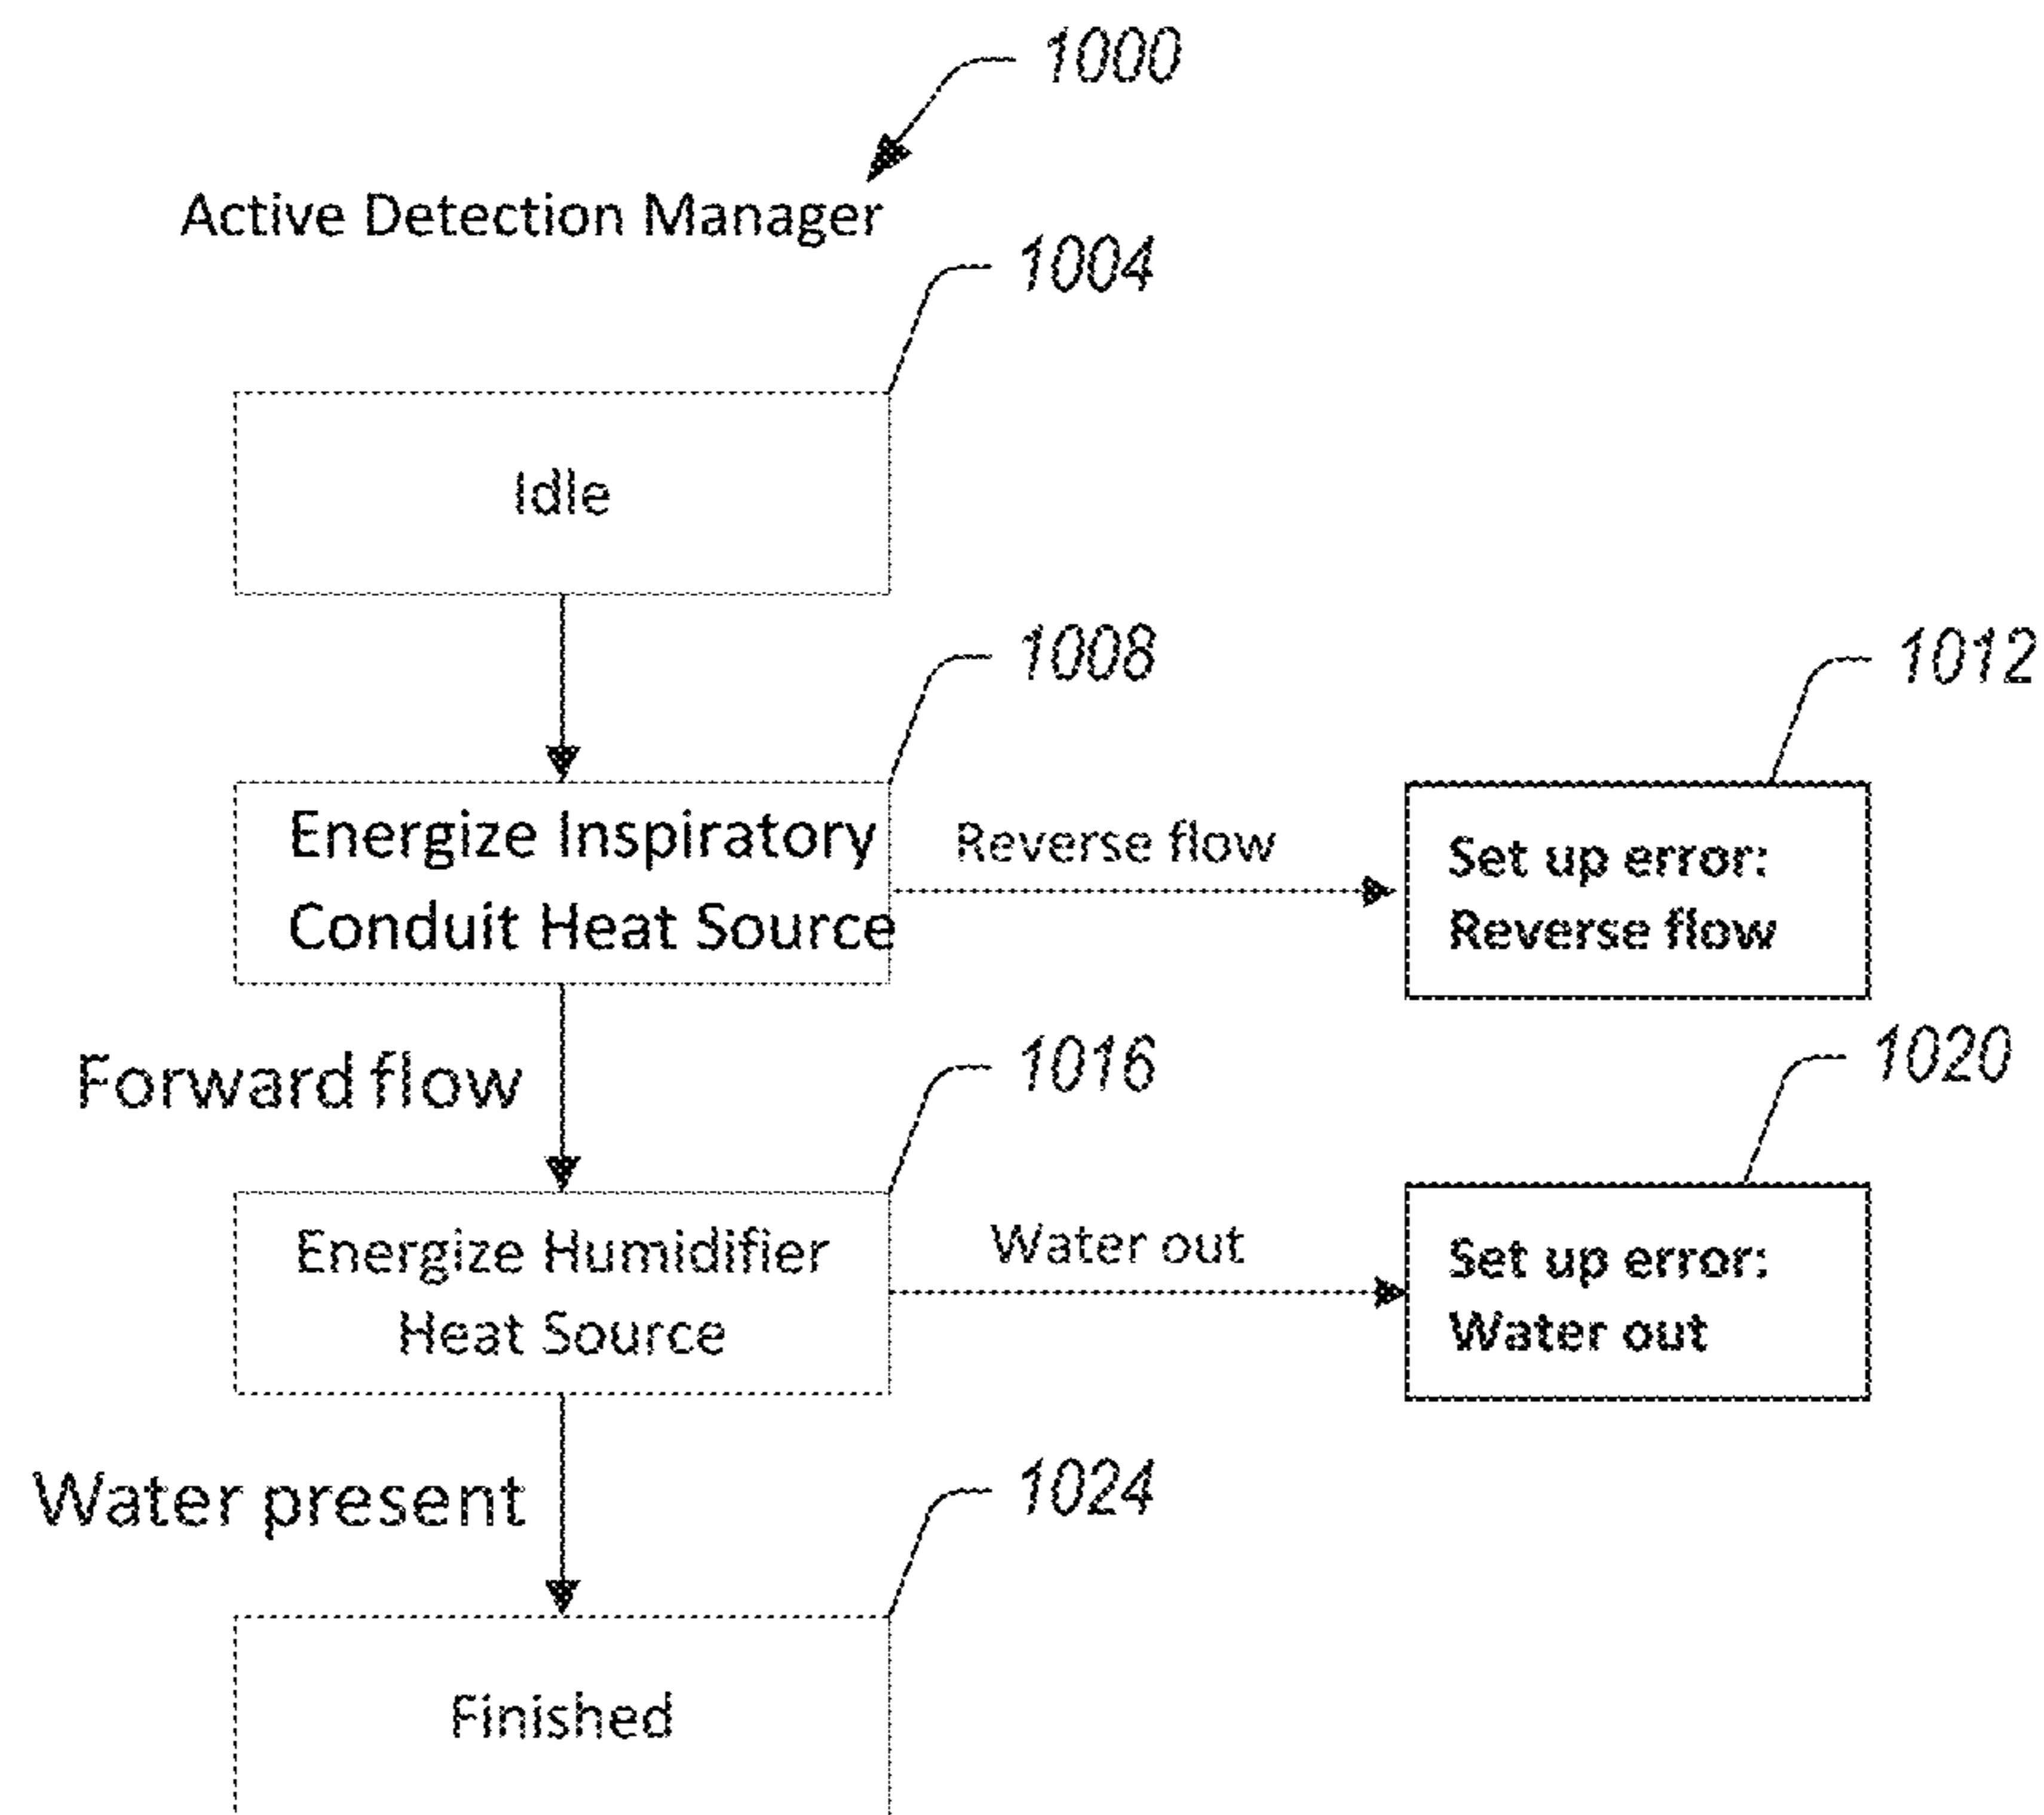 1000
Active Detection Manager
1004
Idle
1008
1012
Energize Inspiratory
Conduit Heat Source
Reverse flow
Set up error:
Reverse flow
Forward flow
1016
1020
Energize Humidifier
Heat Source
Water out
Set up error:
Water out
Water present
1024
Finished